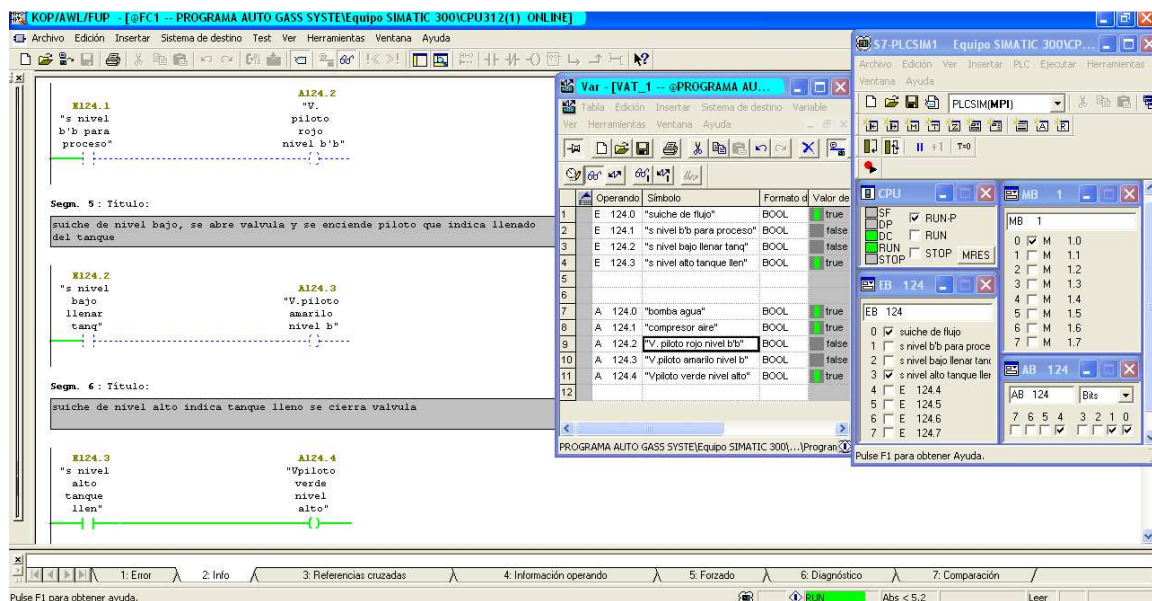 KOP/AWL/FUP - [@FC1 -- PROGRAMA AUTO GASS SYSTE\Equipo SIMATIC 300\CPU312(1) ONLINE]
Archivo Edición Insertar Sistema de destino Test Ver Herramientas Ventana Ayuda
E124.1
"s nivel
b'b para
proceso"
A124.2
"V.
piloto
rojo
nivel b'b"
Segm. 5 : Título:
suiche de nivel bajo, se abre valvula y se enciende piloto que indica llenado
del tanque
E124.2
"s nivel
bajo
llenar
tanq"
A124.3
"V.piloto
amarilo
nivel b"
Segm. 6 : Título:
suiche de nivel alto indica tanque lleno se cierra valvula
E124.3
"s nivel
alto
tanque
llen"
A124.4
"Vpiloto
verde
nivel
alto"
Var - [VAT_1 -- @PROGRAMA AU...
Tabla Edición Insertar Sistema de destino Variable
Ver Herramientas Ventana Ayuda
Operando Símbolo Formato d Valor de
1 E 124.0 "suiche de flujo" BOOL true
2 E 124.1 "s nivel b'b para proceso" BOOL false
3 E 124.2 "s nivel bajo llenar tanq" BOOL false
4 E 124.3 "s nivel alto tanque llen" BOOL true
5
6
7 A 124.0 "bomba agua" BOOL true
8 A 124.1 "compresor aire" BOOL true
9 A 124.2 "V. piloto rojo nivel b'b" BOOL false
10 A 124.3 "V.piloto amarilo nivel b" BOOL false
11 A 124.4 "Vpiloto verde nivel alto" BOOL true
12
PROGRAMA AUTO GASS SYSTE\Equipo SIMATIC 300\...\Program
S7-PLCSIM1 Equipo SIMATIC 300\CP...
Archivo Edición Ver Insertar PLC Ejecutar Herramientas
Ventana Ayuda
PLCSIM(MPI)
+1 T=0
CPU
SF
DP
DC
RUN
STOP
RUN-P
RUN
STOP MRES
MB 1
MB 1
0 M 1.0
1 M 1.1
2 M 1.2
3 M 1.3
4 M 1.4
5 M 1.5
6 M 1.6
7 M 1.7
EB 124
EB 124
0 suiche de flujo
1 s nivel b'b para proce
2 s nivel bajo llenar tanc
3 s nivel alto tanque ller
4 E 124.4
5 E 124.5
6 E 124.6
7 E 124.7
AB 124
AB 124 Bits
7 6 5 4 3 2 1 0
Pulse F1 para obtener Ayuda.
1: Error 2: Info 3: Referencias cruzadas 4: Información operando 5: Forzado 6: Diagnóstico 7: Comparación
Pulse F1 para obtener ayuda. RUN Abs < 5.2 Leer